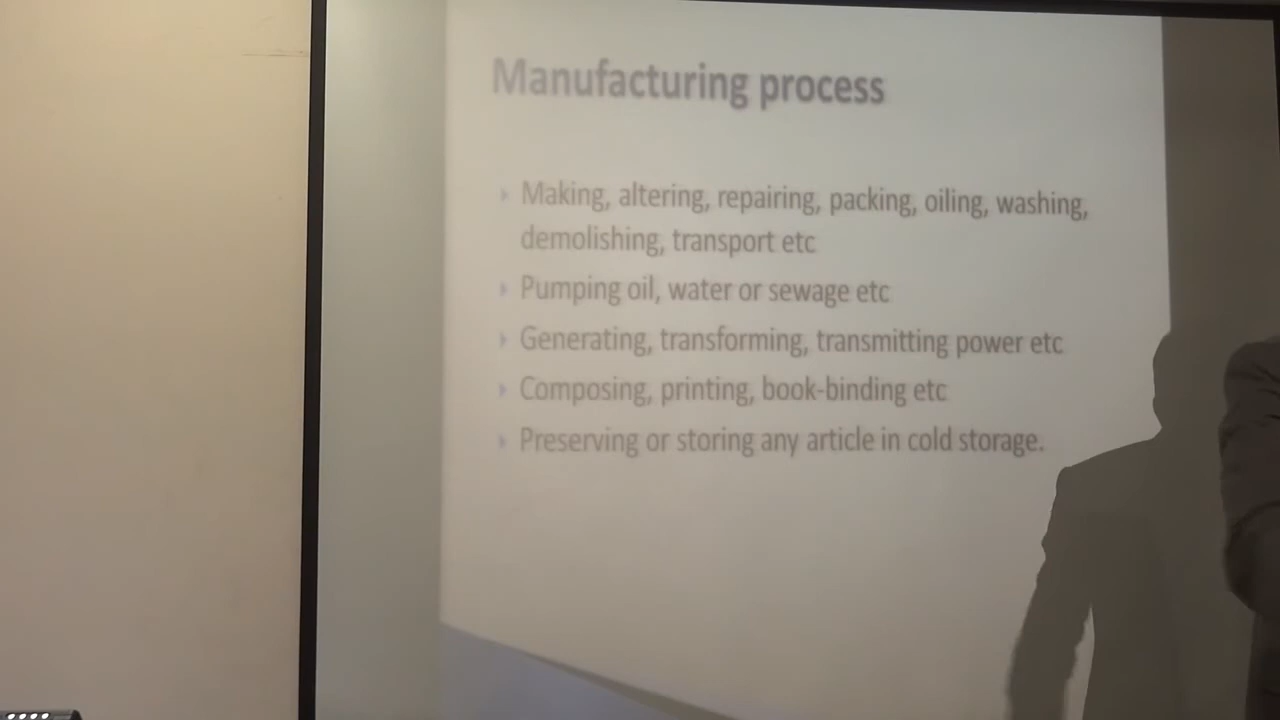 Manufacturing process
Making, altering, repairing, packing, oiling, washing,
demolishing, transport etc
Pumping oil, water or sewage etc
Generating, transforming, transmitting power etc
Composing, printing, book-binding etc
Preserving or storing any article in cold storage.